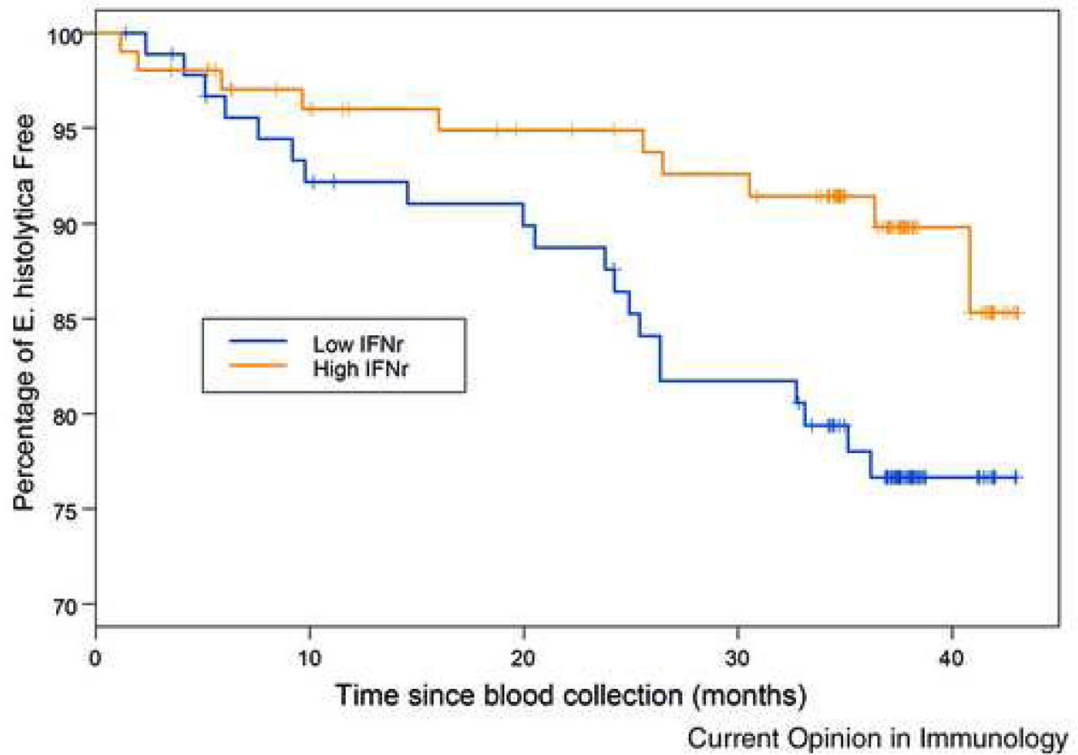 Percentage of E. histolytica Free
100
95
90
85
80
75
70
Low IFNr
High IFNr
0 10 20 30 40
Time since blood collection (months)
Current Opinion in Immunology